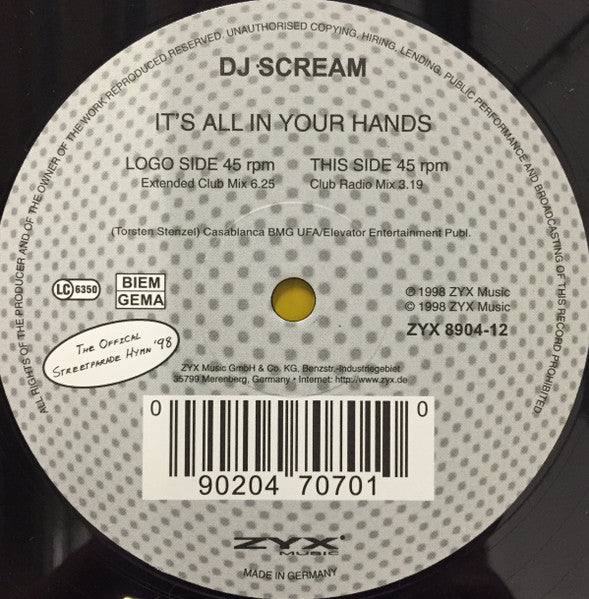 ALL RIGHTS OF THE PRODUCER AND OF THE OWNER OF THE WORK REPRODUCED RESERVED. UNAUTHORISED COPYING, HIRING, LENDING, PUBLIC PERFORMANCE AND BROADCASTING OF THIS RECORD PROHIBITED
DJ SCREAM
IT'S ALL IN YOUR HANDS
LOGO SIDE 45 rpm THIS SIDE 45 rpm
Extended Club Mix 6.25 Club Radio Mix 3.19
(Torsten Stenzel) Casablanca BMG UFA/Elevator Entertainment Publ.
LC 6350
BIEM
GEMA
℗ 1998 ZYX Music
© 1998 ZYX Music
ZYX 8904-12
THE OFFICAL
STREETPARADE HYMN '98
ZYX Music GmbH & Co. KG, Benzstr.-Industriegebiet
35799 Merenberg, Germany • Internet: http://www.zyx.de
0 90204 70701 0
ZYX®
MUSIC
MADE IN GERMANY